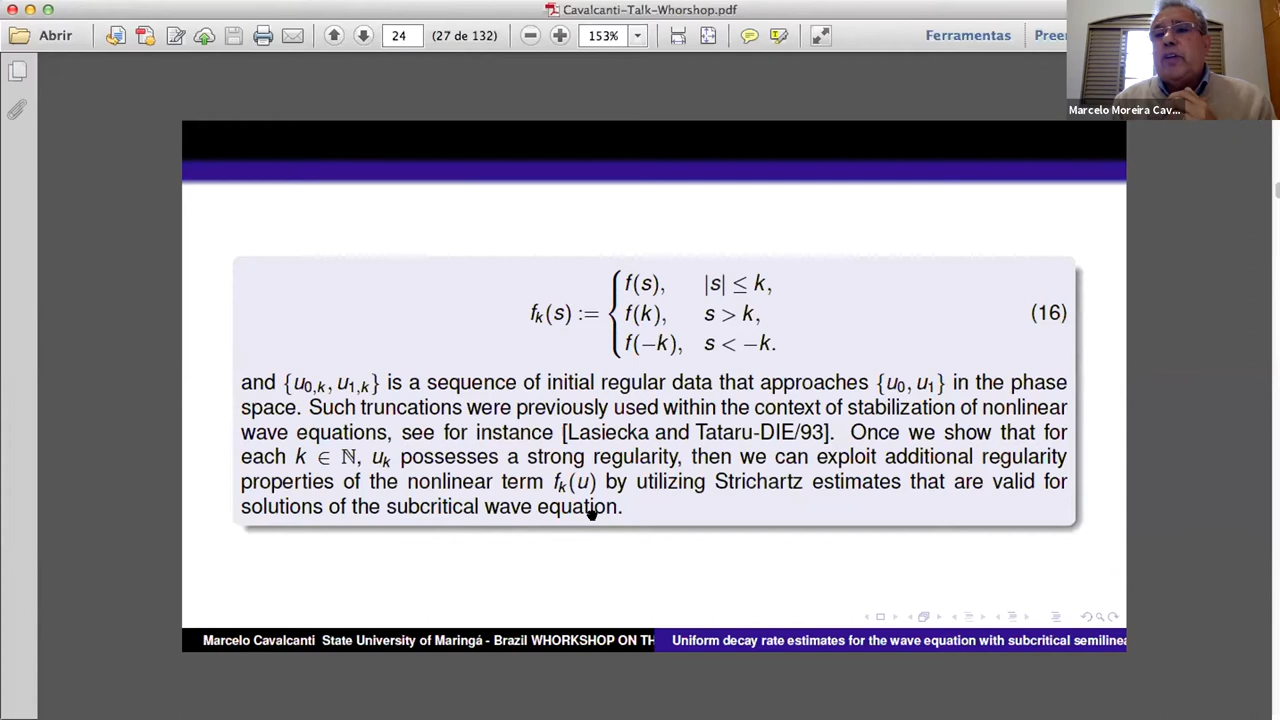 Cavalcanti-Talk-Whorshop.pdf
Abrir
24
(27 de 132)
153%
Ferramentas
Marcelo Moreira Cav...
f_k(s) := { f(s), |s| ≤ k,
f(k), s > k,
f(−k), s < −k.
(16)
and {u_{0,k}, u_{1,k}} is a sequence of initial regular data that approaches {u_0, u_1} in the phase
space. Such truncations were previously used within the context of stabilization of nonlinear
wave equations, see for instance [Lasiecka and Tataru-DIE/93]. Once we show that for
each k ∈ ℕ, u_k possesses a strong regularity, then we can exploit additional regularity
properties of the nonlinear term f_k(u) by utilizing Strichartz estimates that are valid for
solutions of the subcritical wave equation.
Marcelo Cavalcanti State University of Maringá - Brazil WHORKSHOP ON TH
Uniform decay rate estimates for the wave equation with subcritical semilinea